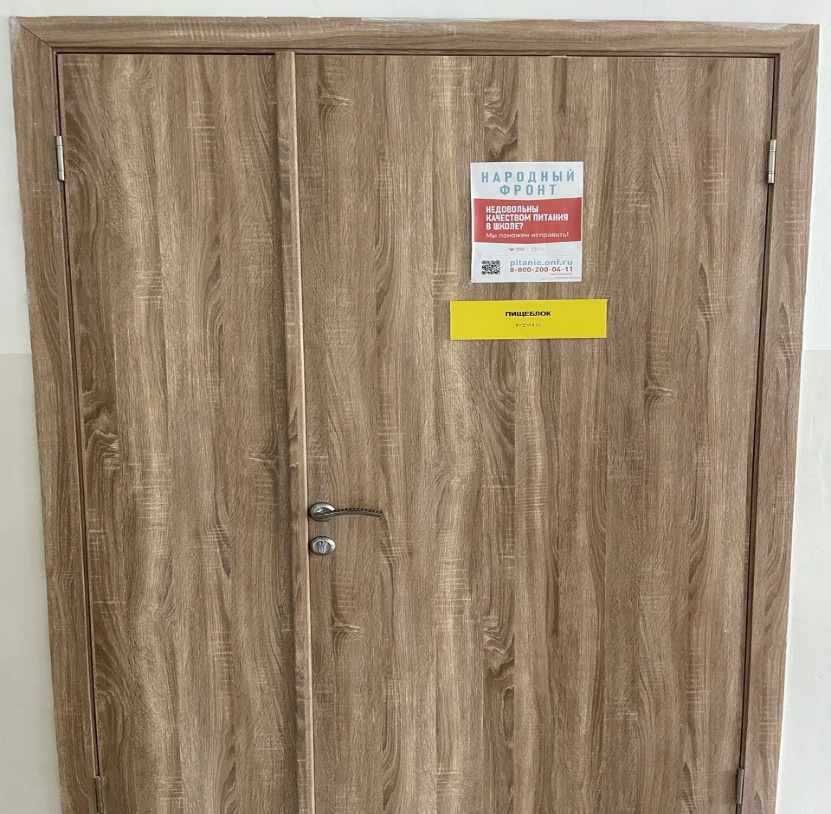 НАРОДНЫЙ
ФРОНТ
НЕДОВОЛЬНЫ
КАЧЕСТВОМ ПИТАНИЯ
В ШКОЛЕ?
Мы поможем исправить!
pitanie.onf.ru
8-800-200-04-11
ПИЩЕБЛОК